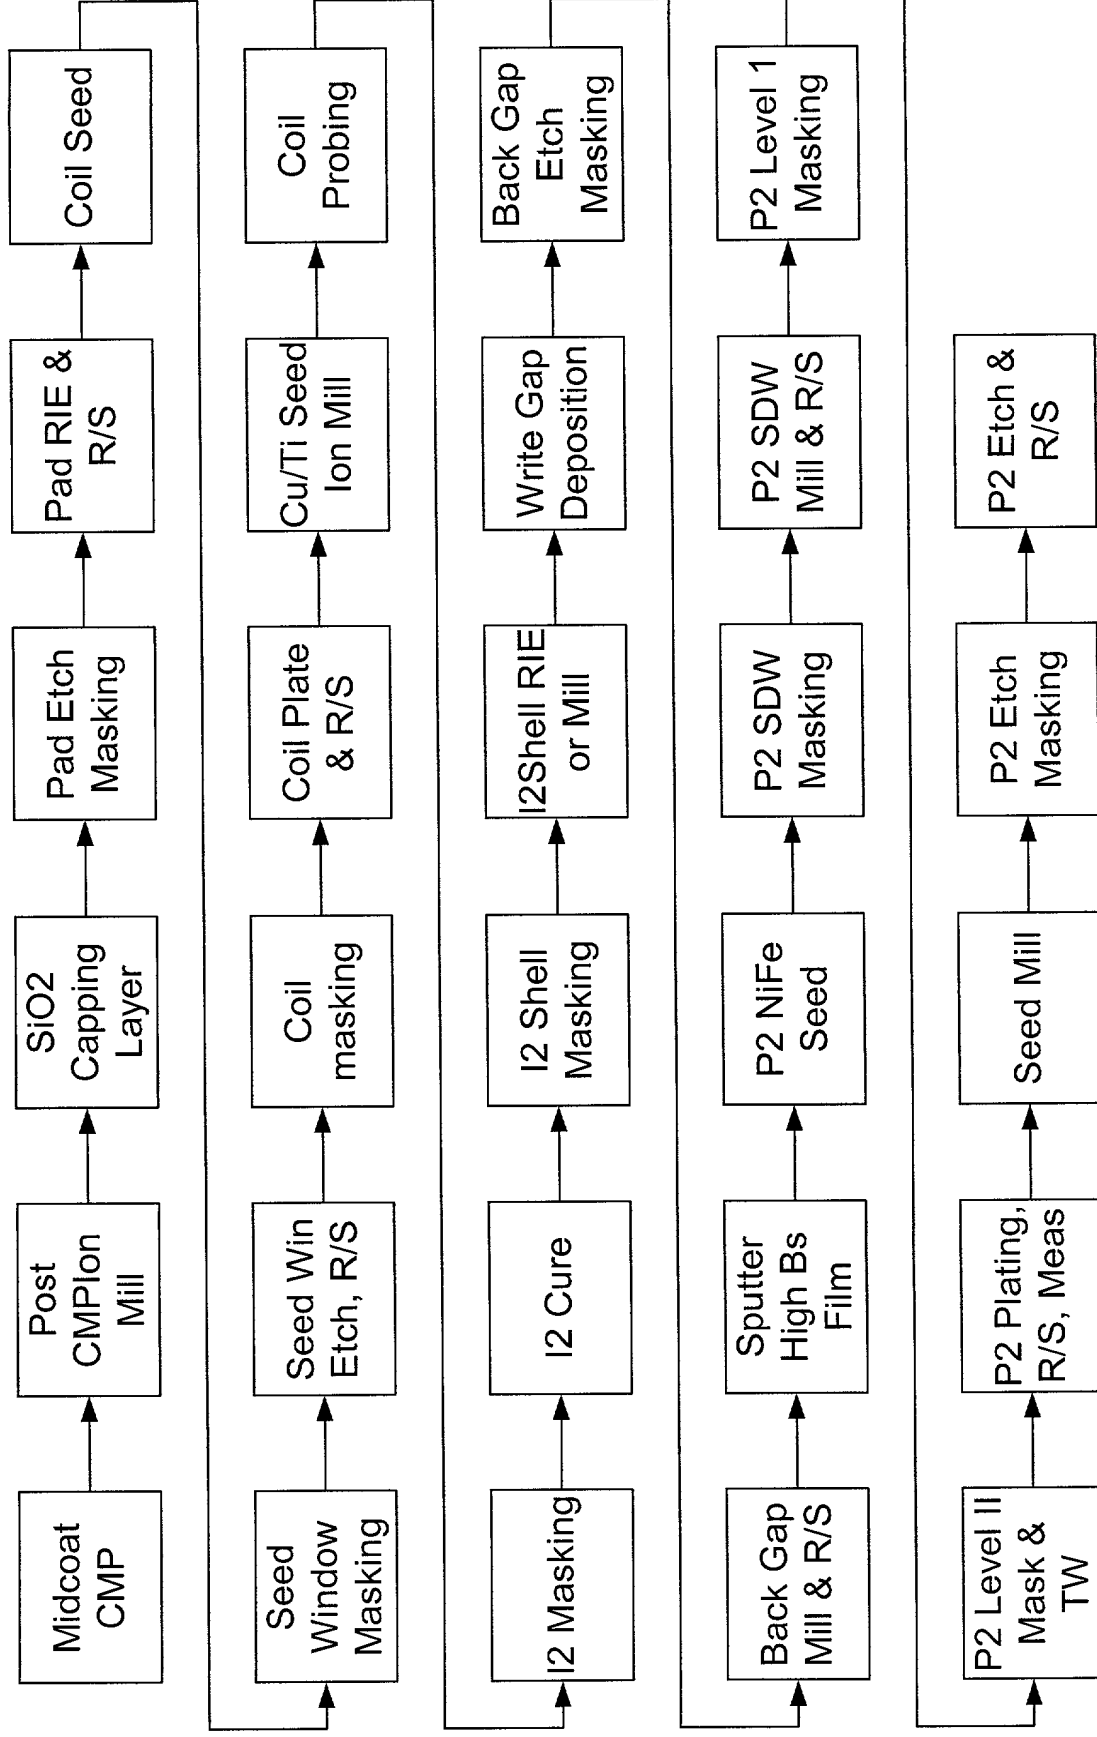 Midcoat
CMP
Post
CMPIon
Mill
SiO2
Capping
Layer
Pad Etch
Masking
Pad RIE &
R/S
Coil Seed
Seed
Window
Masking
Seed Win
Etch, R/S
Coil
masking
Coil Plate
& R/S
Cu/Ti Seed
Ion Mill
Coil
Probing
I2 Masking
I2 Cure
I2 Shell
Masking
I2Shell RIE
or Mill
Write Gap
Deposition
Back Gap
Etch
Masking
Back Gap
Mill & R/S
Sputter
High Bs
Film
P2 NiFe
Seed
P2 SDW
Masking
P2 SDW
Mill & R/S
P2 Level 1
Masking
P2 Level II
Mask &
TW
P2 Plating,
R/S, Meas
Seed Mill
P2 Etch
Masking
P2 Etch &
R/S